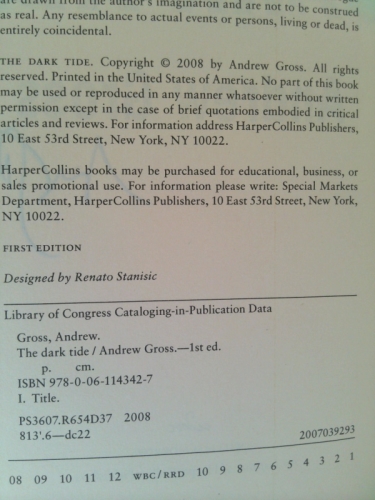 are drawn from the author's imagination and are not to be construed
as real. Any resemblance to actual events or persons, living or dead, is
entirely coincidental.
THE DARK TIDE. Copyright © 2008 by Andrew Gross. All rights
reserved. Printed in the United States of America. No part of this book
may be used or reproduced in any manner whatsoever without written
permission except in the case of brief quotations embodied in critical
articles and reviews. For information address HarperCollins Publishers,
10 East 53rd Street, New York, NY 10022.
HarperCollins books may be purchased for educational, business, or
sales promotional use. For information please write: Special Markets
Department, HarperCollins Publishers, 10 East 53rd Street, New York,
NY 10022.
FIRST EDITION
Designed by Renato Stanisic
Library of Congress Cataloging-in-Publication Data
Gross, Andrew.
The dark tide / Andrew Gross.—1st ed.
p. cm.
ISBN 978-0-06-114342-7
I. Title.
PS3607.R654D37 2008
813'.6—dc22
2007039293
08 09 10 11 12 WBC/RRD 10 9 8 7 6 5 4 3 2 1